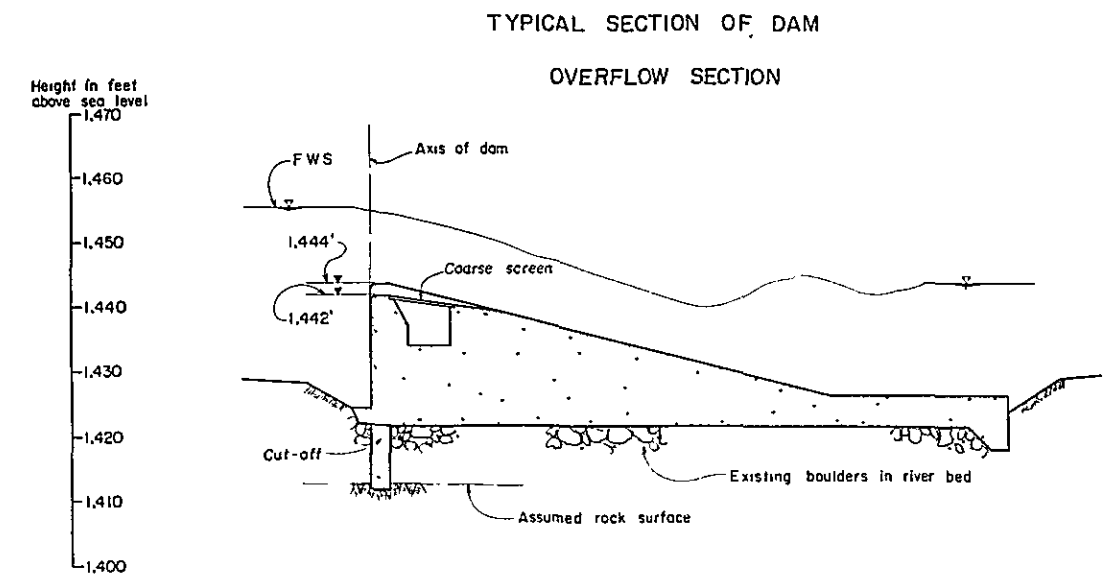 TYPICAL SECTION OF DAM
OVERFLOW SECTION
Height in feet
above sea level
1,470
1,460
1,450
1,440
1,430
1,420
1,410
1,400
FWS
Axis of dam
1,444'
Coarse screen
1,442'
Cut-off
Existing boulders in river bed
Assumed rock surface